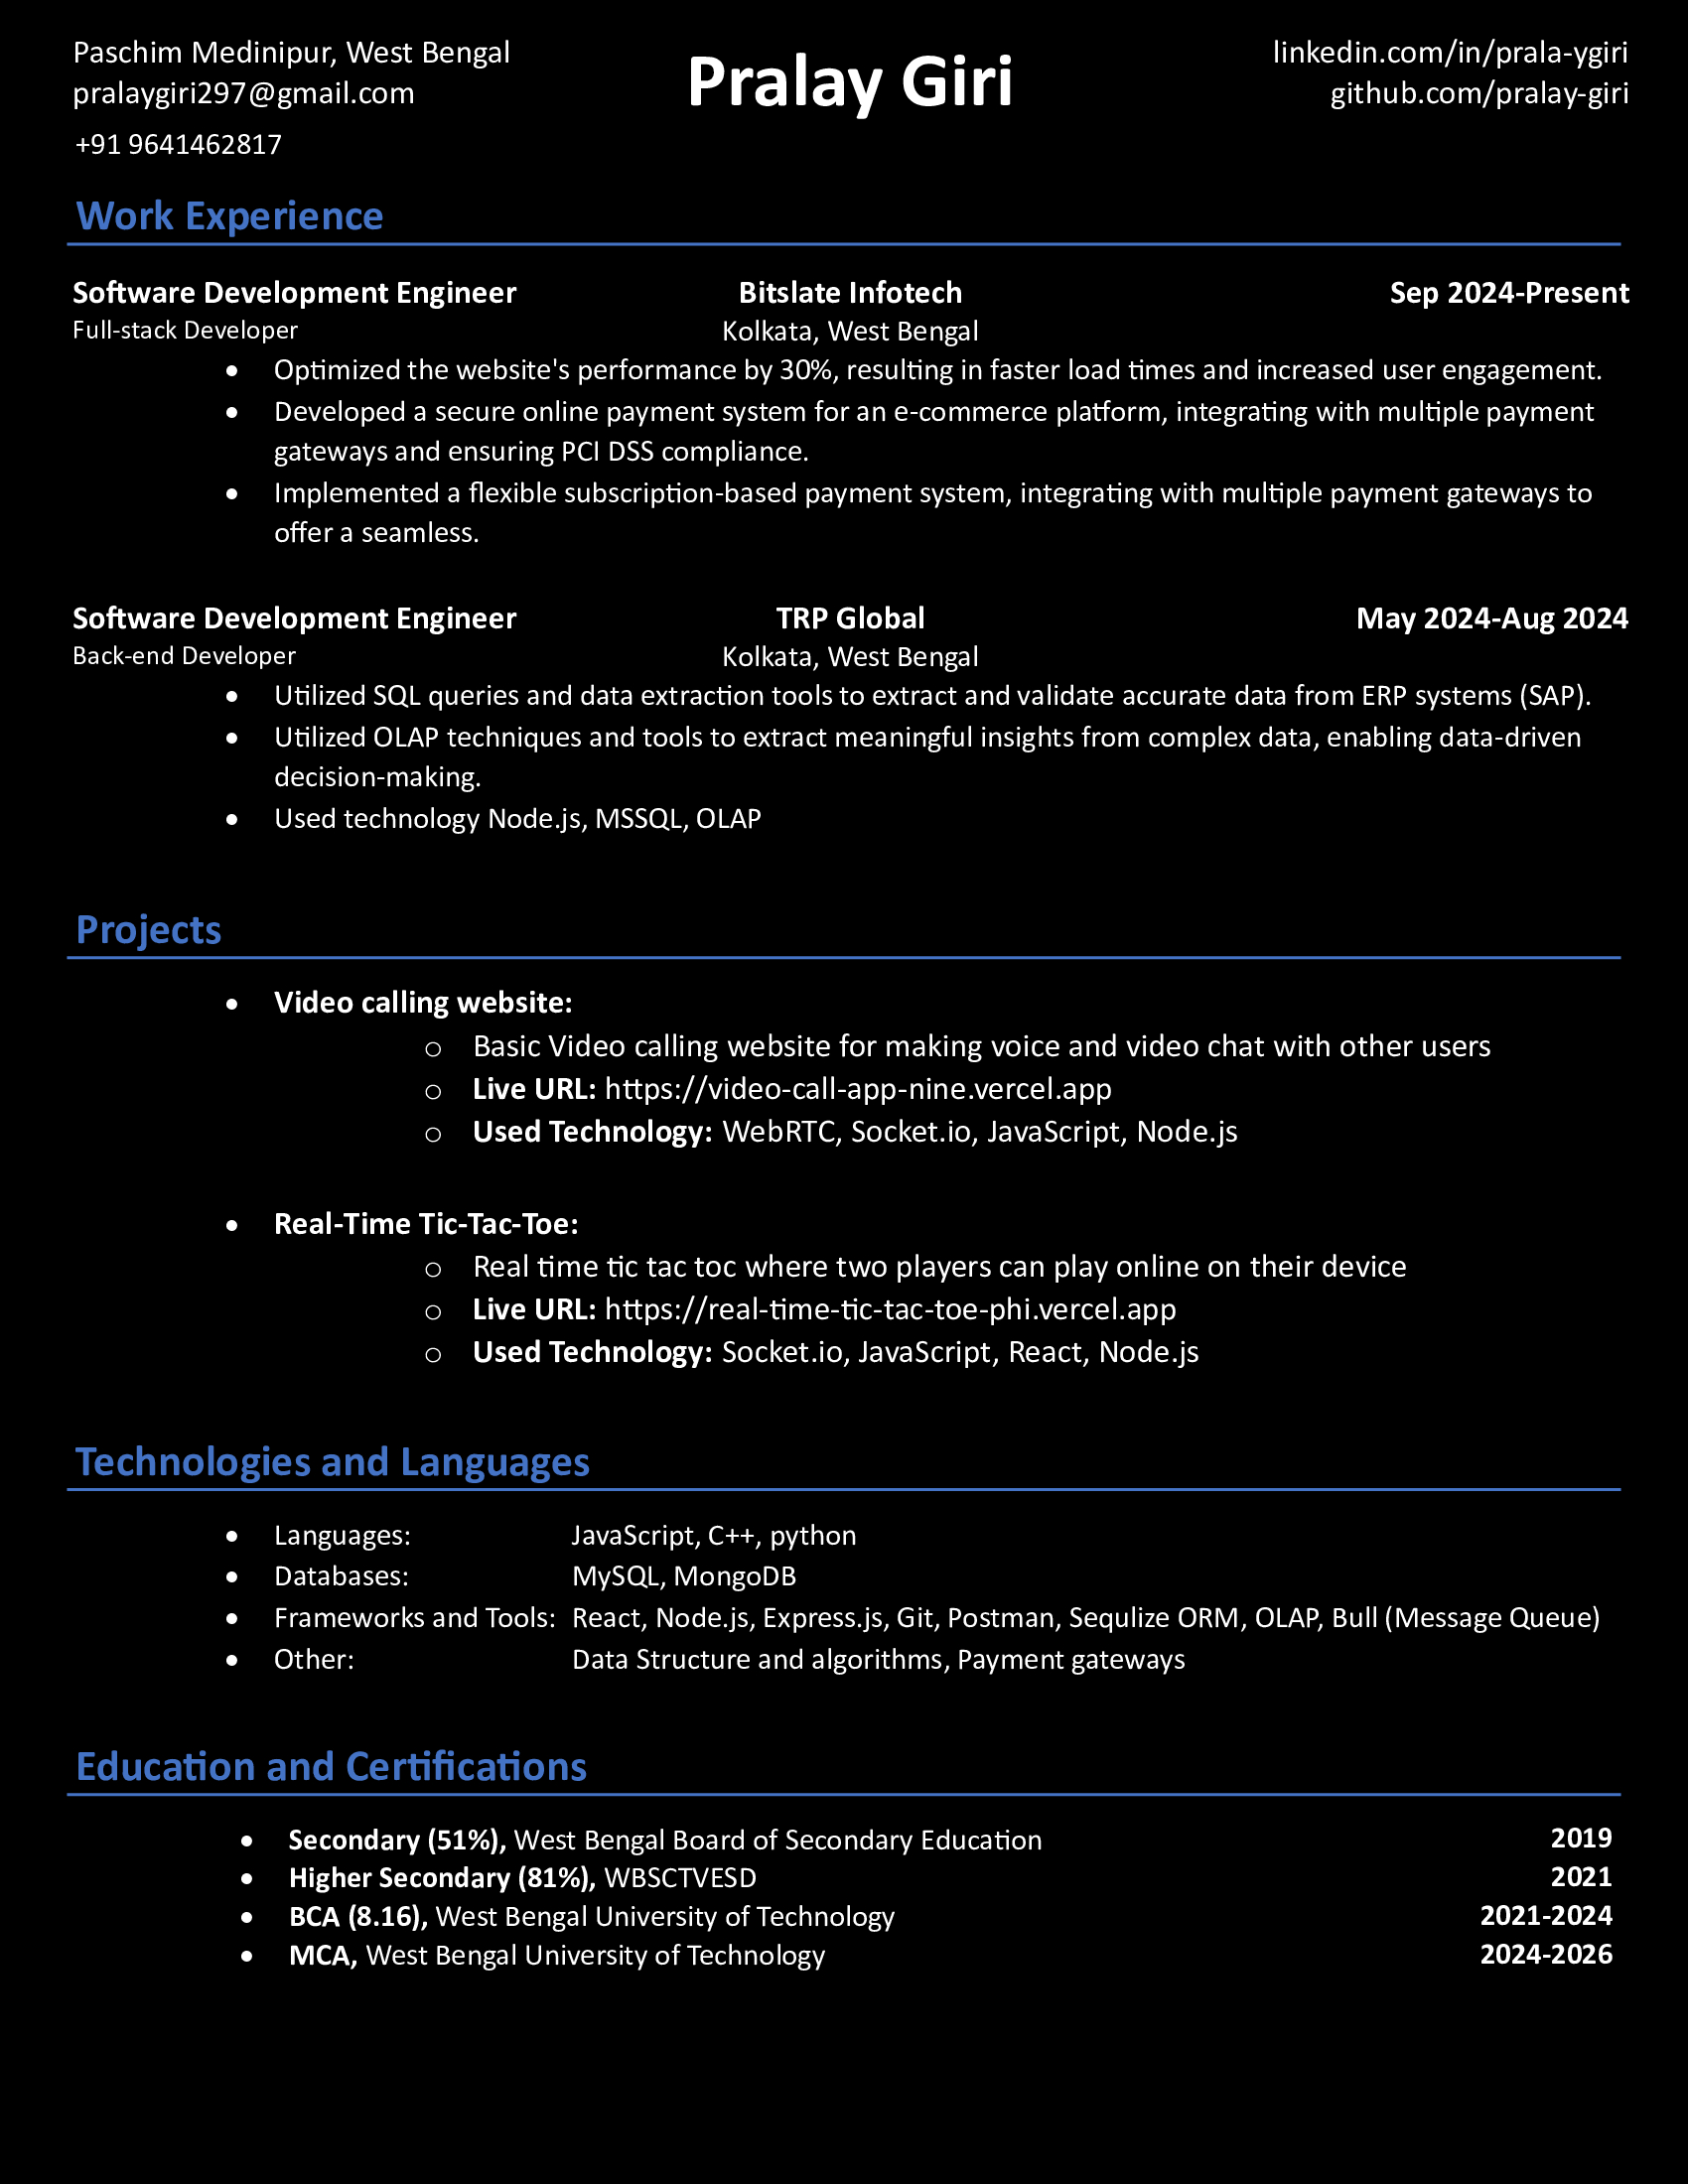 Paschim Medinipur, West Bengal
pralaygiri297@gmail.com
+91 9641462817
Pralay Giri
linkedin.com/in/prala-ygiri
github.com/pralay-giri
Work Experience
Software Development Engineer Bitslate Infotech Sep 2024-Present
Full-stack Developer Kolkata, West Bengal
• Optimized the website's performance by 30%, resulting in faster load times and increased user engagement.
• Developed a secure online payment system for an e-commerce platform, integrating with multiple payment
gateways and ensuring PCI DSS compliance.
• Implemented a flexible subscription-based payment system, integrating with multiple payment gateways to
offer a seamless.
Software Development Engineer TRP Global May 2024-Aug 2024
Back-end Developer Kolkata, West Bengal
• Utilized SQL queries and data extraction tools to extract and validate accurate data from ERP systems (SAP).
• Utilized OLAP techniques and tools to extract meaningful insights from complex data, enabling data-driven
decision-making.
• Used technology Node.js, MSSQL, OLAP
Projects
• Video calling website:
o Basic Video calling website for making voice and video chat with other users
o Live URL: https://video-call-app-nine.vercel.app
o Used Technology: WebRTC, Socket.io, JavaScript, Node.js
• Real-Time Tic-Tac-Toe:
o Real time tic tac toc where two players can play online on their device
o Live URL: https://real-time-tic-tac-toe-phi.vercel.app
o Used Technology: Socket.io, JavaScript, React, Node.js
Technologies and Languages
• Languages: JavaScript, C++, python
• Databases: MySQL, MongoDB
• Frameworks and Tools: React, Node.js, Express.js, Git, Postman, Sequlize ORM, OLAP, Bull (Message Queue)
• Other: Data Structure and algorithms, Payment gateways
Education and Certifications
• Secondary (51%), West Bengal Board of Secondary Education 2019
• Higher Secondary (81%), WBSCTVESD 2021
• BCA (8.16), West Bengal University of Technology 2021-2024
• MCA, West Bengal University of Technology 2024-2026